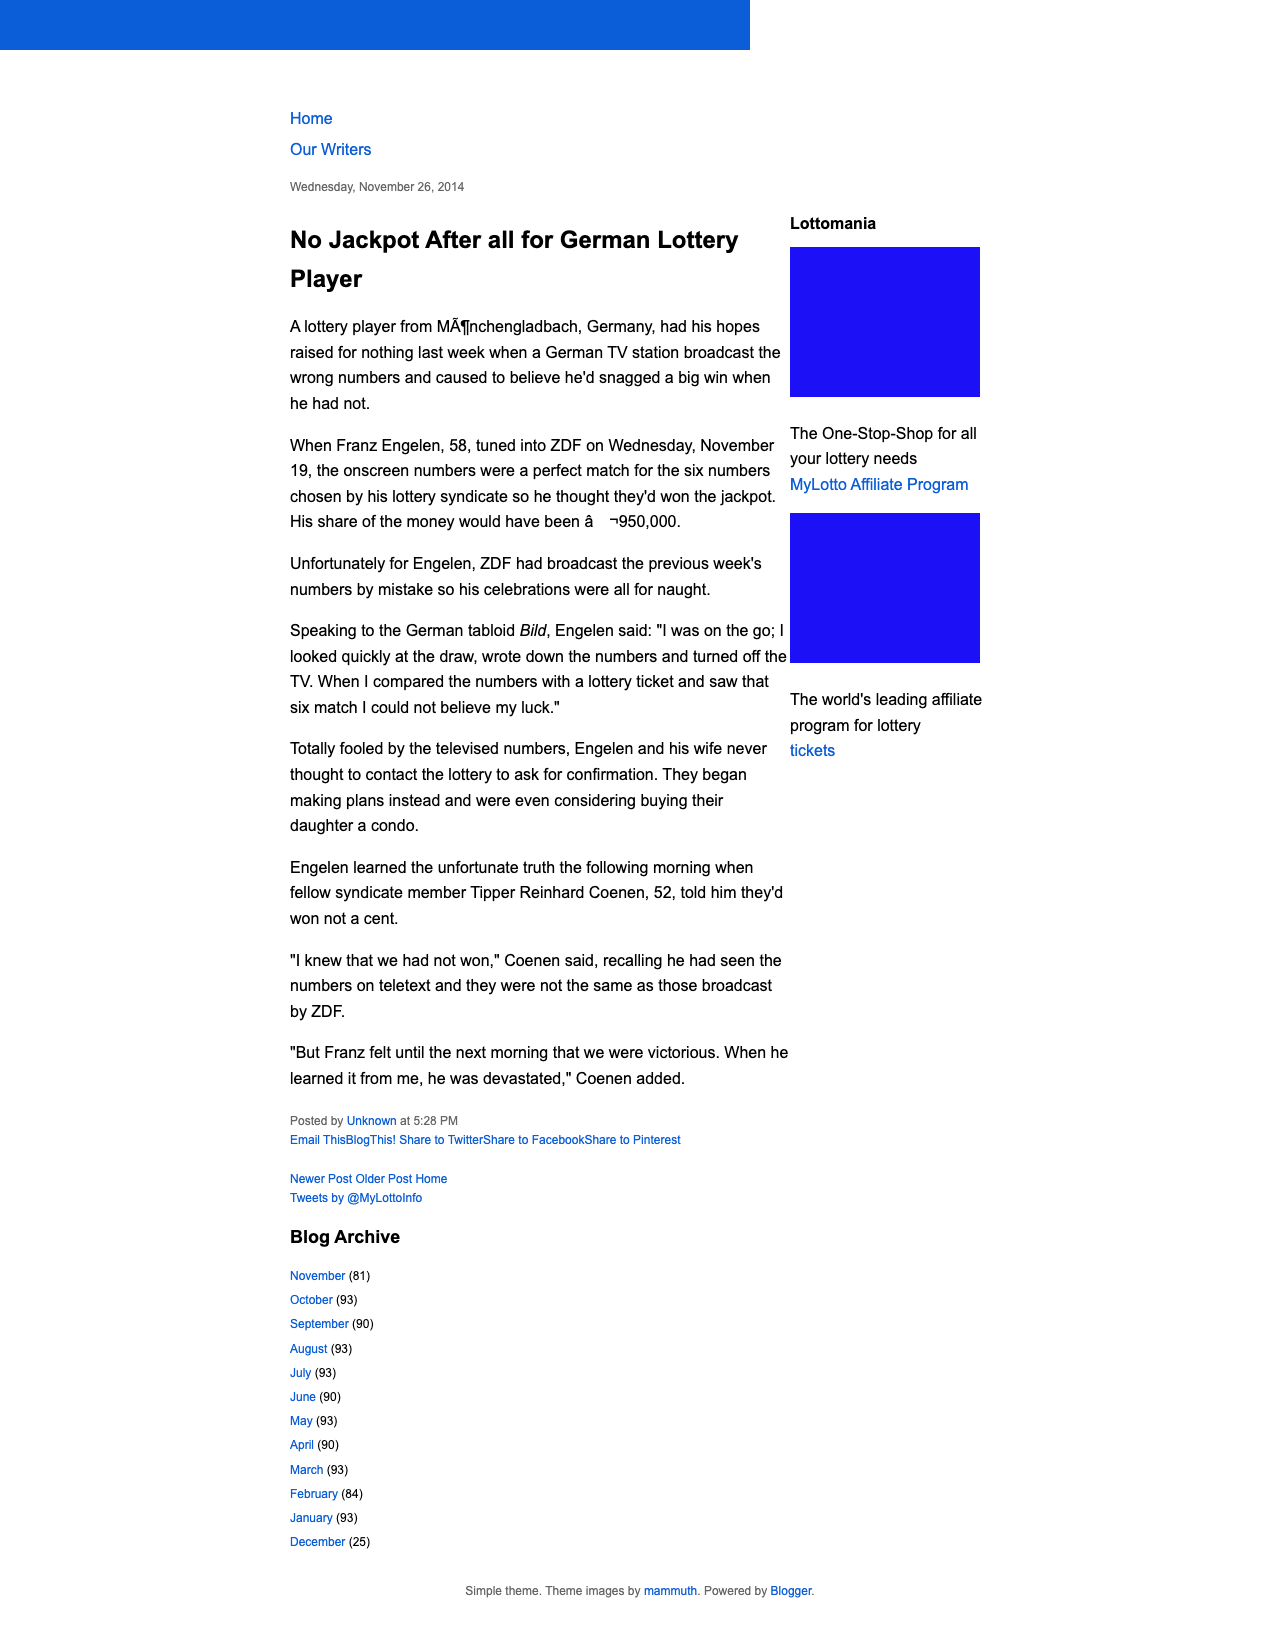 Home
Our Writers
Wednesday, November 26, 2014
No Jackpot After all for German Lottery
Player
A lottery player from MÃ¶nchengladbach, Germany, had his hopes
raised for nothing last week when a German TV station broadcast the
wrong numbers and caused to believe he'd snagged a big win when
he had not.
When Franz Engelen, 58, tuned into ZDF on Wednesday, November
19, the onscreen numbers were a perfect match for the six numbers
chosen by his lottery syndicate so he thought they'd won the jackpot.
His share of the money would have been â ¬950,000.
Unfortunately for Engelen, ZDF had broadcast the previous week's
numbers by mistake so his celebrations were all for naught.
Speaking to the German tabloid Bild, Engelen said: "I was on the go; I
looked quickly at the draw, wrote down the numbers and turned off the
TV. When I compared the numbers with a lottery ticket and saw that
six match I could not believe my luck."
Totally fooled by the televised numbers, Engelen and his wife never
thought to contact the lottery to ask for confirmation. They began
making plans instead and were even considering buying their
daughter a condo.
Engelen learned the unfortunate truth the following morning when
fellow syndicate member Tipper Reinhard Coenen, 52, told him they'd
won not a cent.
"I knew that we had not won," Coenen said, recalling he had seen the
numbers on teletext and they were not the same as those broadcast
by ZDF.
"But Franz felt until the next morning that we were victorious. When he
learned it from me, he was devastated," Coenen added.
Posted by Unknown at 5:28 PM
Email ThisBlogThis! Share to TwitterShare to FacebookShare to Pinterest
Newer Post Older Post Home
Tweets by @MyLottoInfo
Blog Archive
November (81)
October (93)
September (90)
August (93)
July (93)
June (90)
May (93)
April (90)
March (93)
February (84)
January (93)
December (25)
Lottomania
The One-Stop-Shop for all
your lottery needs
MyLotto Affiliate Program
The world's leading affiliate
program for lottery
tickets
Simple theme. Theme images by mammuth. Powered by Blogger.